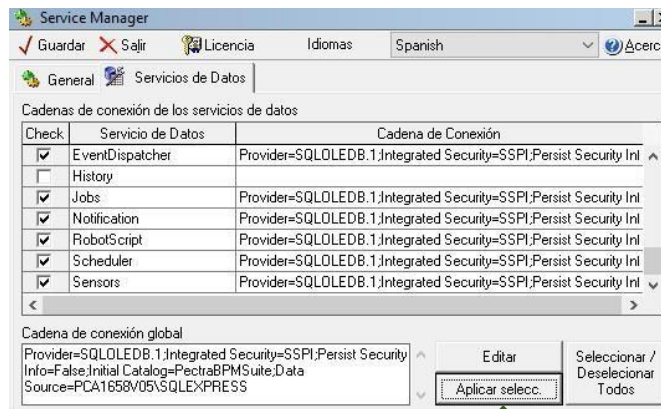 Service Manager
Guardar Salir Licencia Idiomas Spanish Acerc
General Servicios de Datos
Cadenas de conexión de los servicios de datos
Check Servicio de Datos Cadena de Conexión
EventDispatcher Provider=SQLOLEDB.1;Integrated Security=SSPI;Persist Security Inf
History
Jobs Provider=SQLOLEDB.1;Integrated Security=SSPI;Persist Security Inf
Notification Provider=SQLOLEDB.1;Integrated Security=SSPI;Persist Security Inf
RobotScript Provider=SQLOLEDB.1;Integrated Security=SSPI;Persist Security Inf
Scheduler Provider=SQLOLEDB.1;Integrated Security=SSPI;Persist Security Inf
Sensors Provider=SQLOLEDB.1;Integrated Security=SSPI;Persist Security Inf
Cadena de conexión global
Provider=SQLOLEDB.1;Integrated Security=SSPI;Persist Security
Info=False;Initial Catalog=PectraBPMSuite;Data
Source=PCA1658V05\SQLEXPRESS
Editar
Aplicar selecc.
Seleccionar /
Deselecionar
Todos